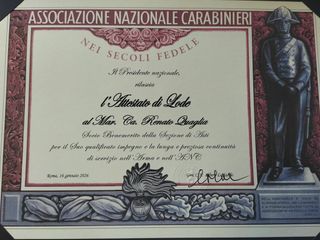 ASSOCIAZIONE NAZIONALE CARABINIERI
NEI SECOLI FEDELE
Il Presidente nazionale,
rilascia
l'Attestato di Lode
al Mar. Ca. Renato Quaglia
Socio Benemerito della Sezione di Asti
per il Suo qualificato impegno e la lunga e preziosa continuità
di servizio nell'Arma e nell'ANC
Roma, 16 gennaio 2026